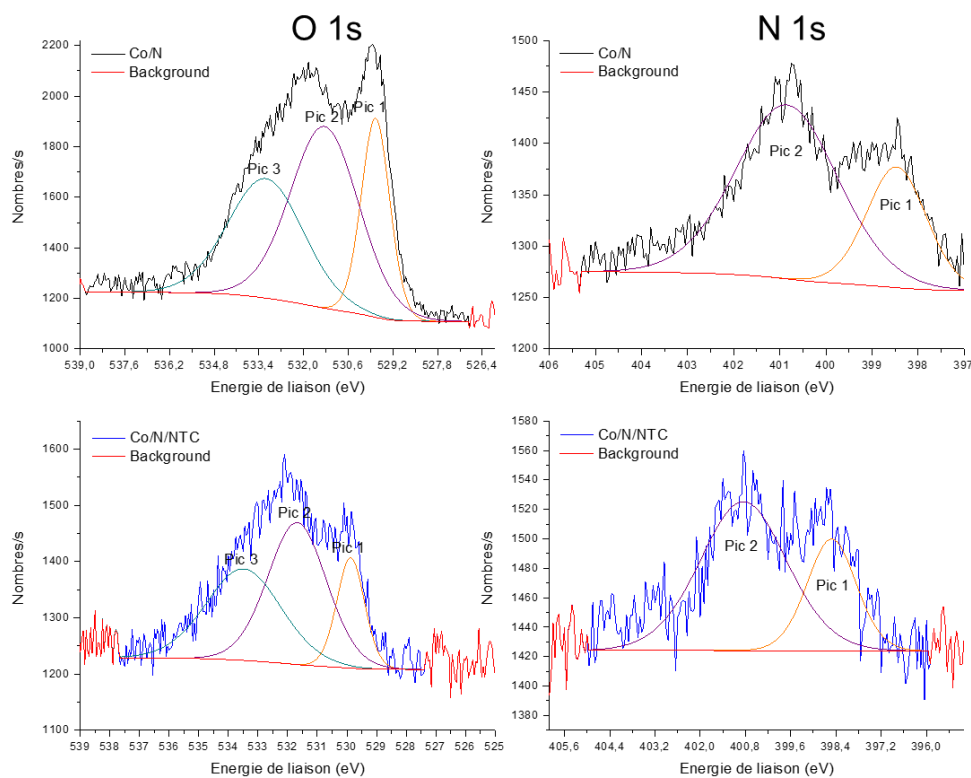 O 1s
Co/N
Background
Pic 3
Pic 2
Pic 1
Nombres/s
2200
2000
1800
1600
1400
1200
1000
539,0 537,6 536,2 534,8 533,4 532,0 530,6 529,2 527,8 526,4
Energie de liaison (eV)
N 1s
Co/N
Background
Pic 2
Pic 1
Nombres/s
1500
1450
1400
1350
1300
1250
1200
406 405 404 403 402 401 400 399 398 397
Energie de liaison (eV)
Co/N/NTC
Background
Pic 3
Pic 2
Pic 1
Nombres/s
1600
1500
1400
1300
1200
1100
539 538 537 536 535 534 533 532 531 530 529 528 527 526 525
Energie de liaison (eV)
Co/N/NTC
Background
Pic 2
Pic 1
Nombres/s
1580
1560
1540
1520
1500
1480
1460
1440
1420
1400
1380
405,6 404,4 403,2 402,0 400,8 399,6 398,4 397,2 396,0
Energie de liaison (eV)